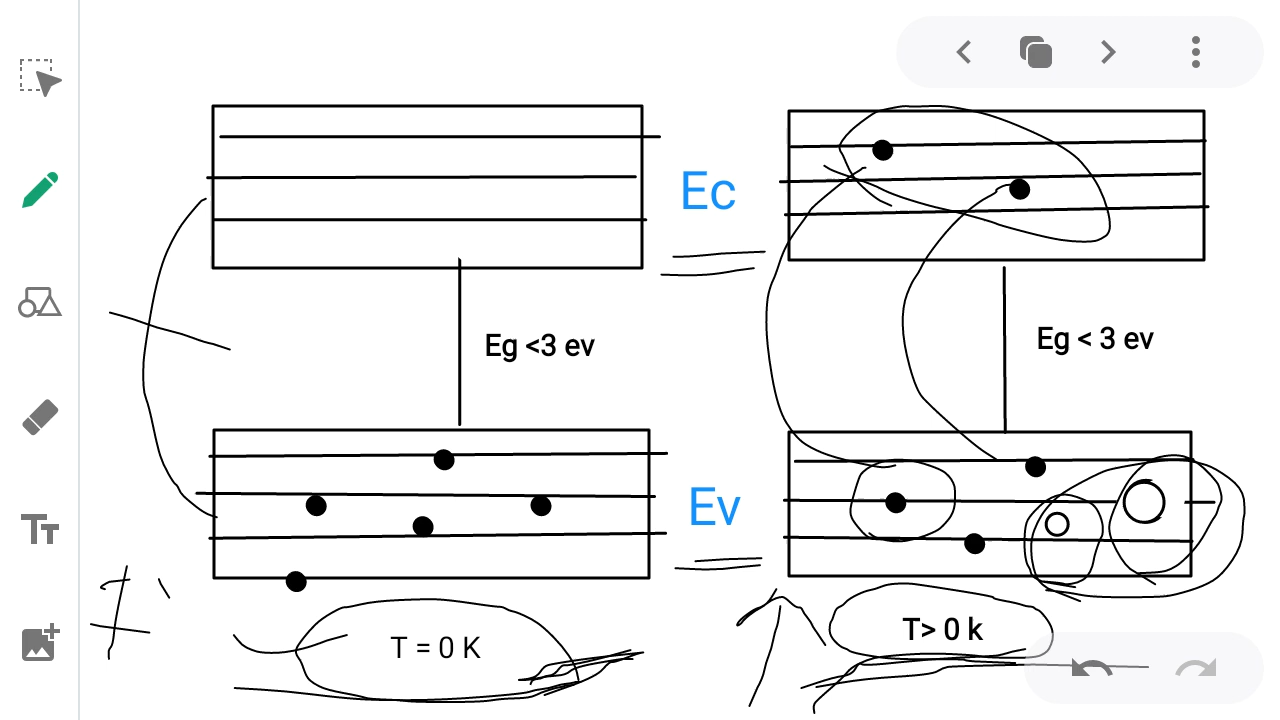 Ec
Eg <3 ev
Eg < 3 ev
Ev
T = 0 K
T> 0 k